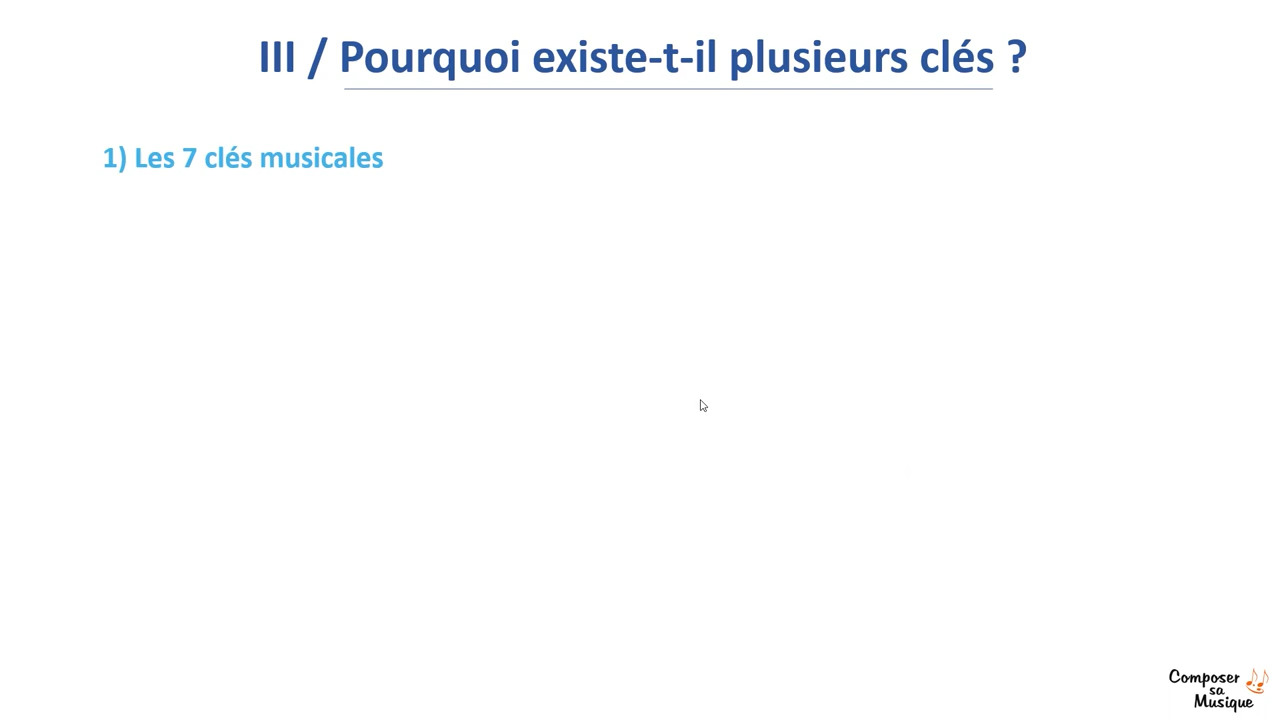 III / Pourquoi existe-t-il plusieurs clés ?
1) Les 7 clés musicales
Composer
sa
Musique